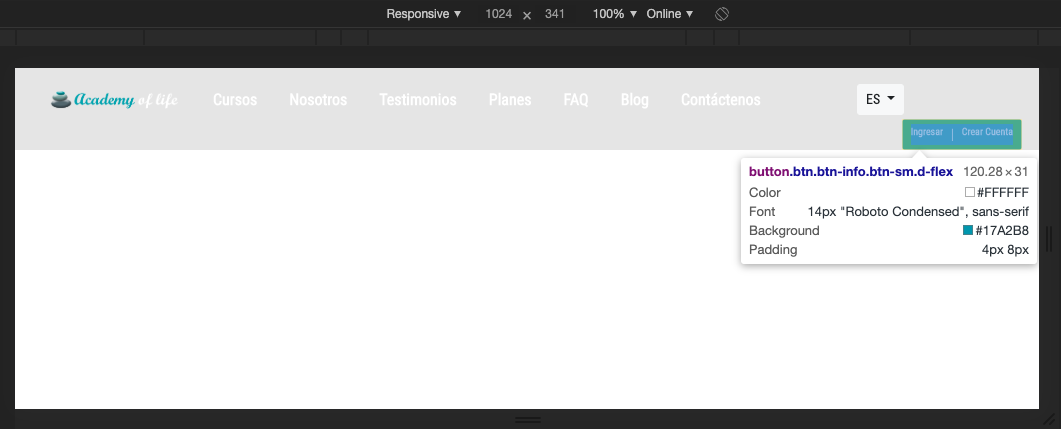 Responsive ▼ 1024 × 341 100% ▼ Online ▼
Academy of life Cursos Nosotros Testimonios Planes FAQ Blog Contáctenos ES
Ingresar | Crear Cuenta
button.btn.btn-info.btn-sm.d-flex 120.28 × 31
Color #FFFFFF
Font 14px "Roboto Condensed", sans-serif
Background #17A2B8
Padding 4px 8px